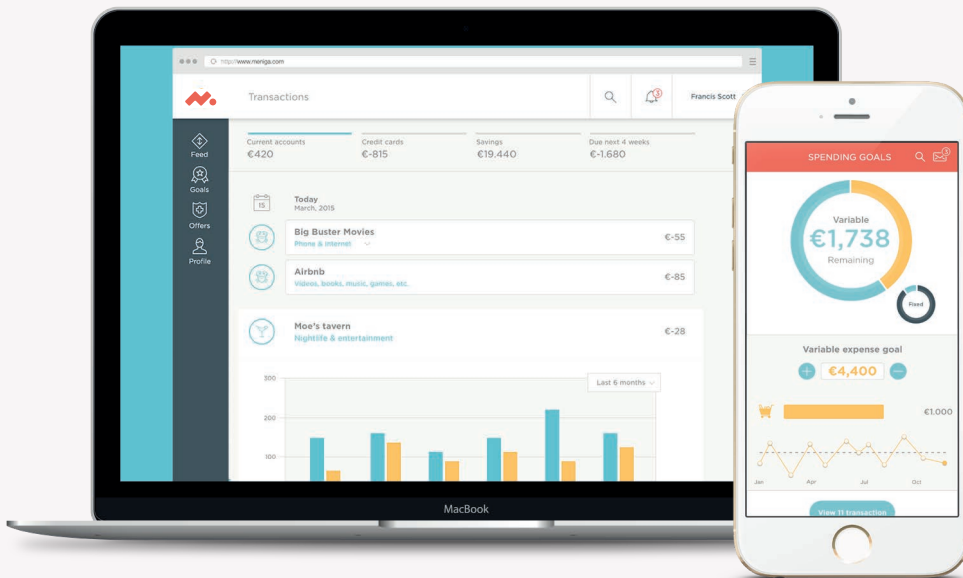 http://www.meniga.com
Transactions
3
Francis Scott
Feed
Goals
Offers
Profile
Current accounts
€420
Credit cards
€-815
Savings
€19.440
Due next 4 weeks
€-1.680
15
Today
March, 2015
Big Buster Movies
Phone & internet
€-55
Airbnb
Videos, books, music, games, etc.
€-85
Moe's tavern
Nightlife & entertainment
€-28
Last 6 months
300
200
100
MacBook
SPENDING GOALS
3
Variable
€1,738
Remaining
Fixed
Variable expense goal
+ €4,400 −
€1.000
Jan Apr Jul Oct
View 11 transaction